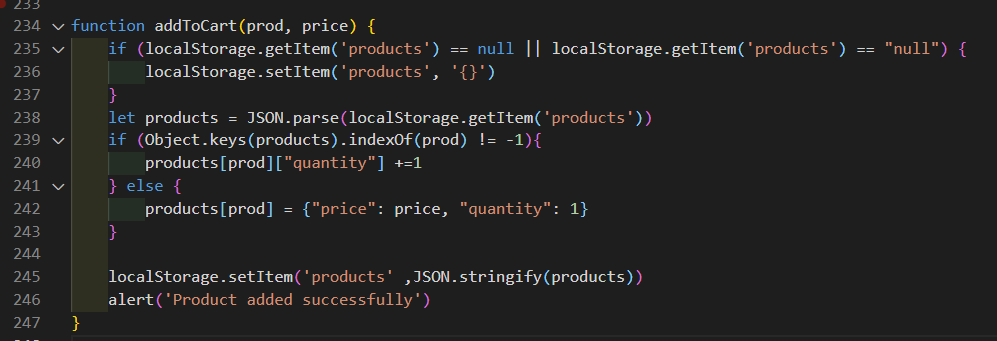 233
234 function addToCart(prod, price) {
235 if (localStorage.getItem('products') == null || localStorage.getItem('products') == "null") {
236 localStorage.setItem('products', '{}')
237 }
238 let products = JSON.parse(localStorage.getItem('products'))
239 if (Object.keys(products).indexOf(prod) != -1){
240 products[prod]["quantity"] +=1
241 } else {
242 products[prod] = {"price": price, "quantity": 1}
243 }
244
245 localStorage.setItem('products' ,JSON.stringify(products))
246 alert('Product added successfully')
247 }